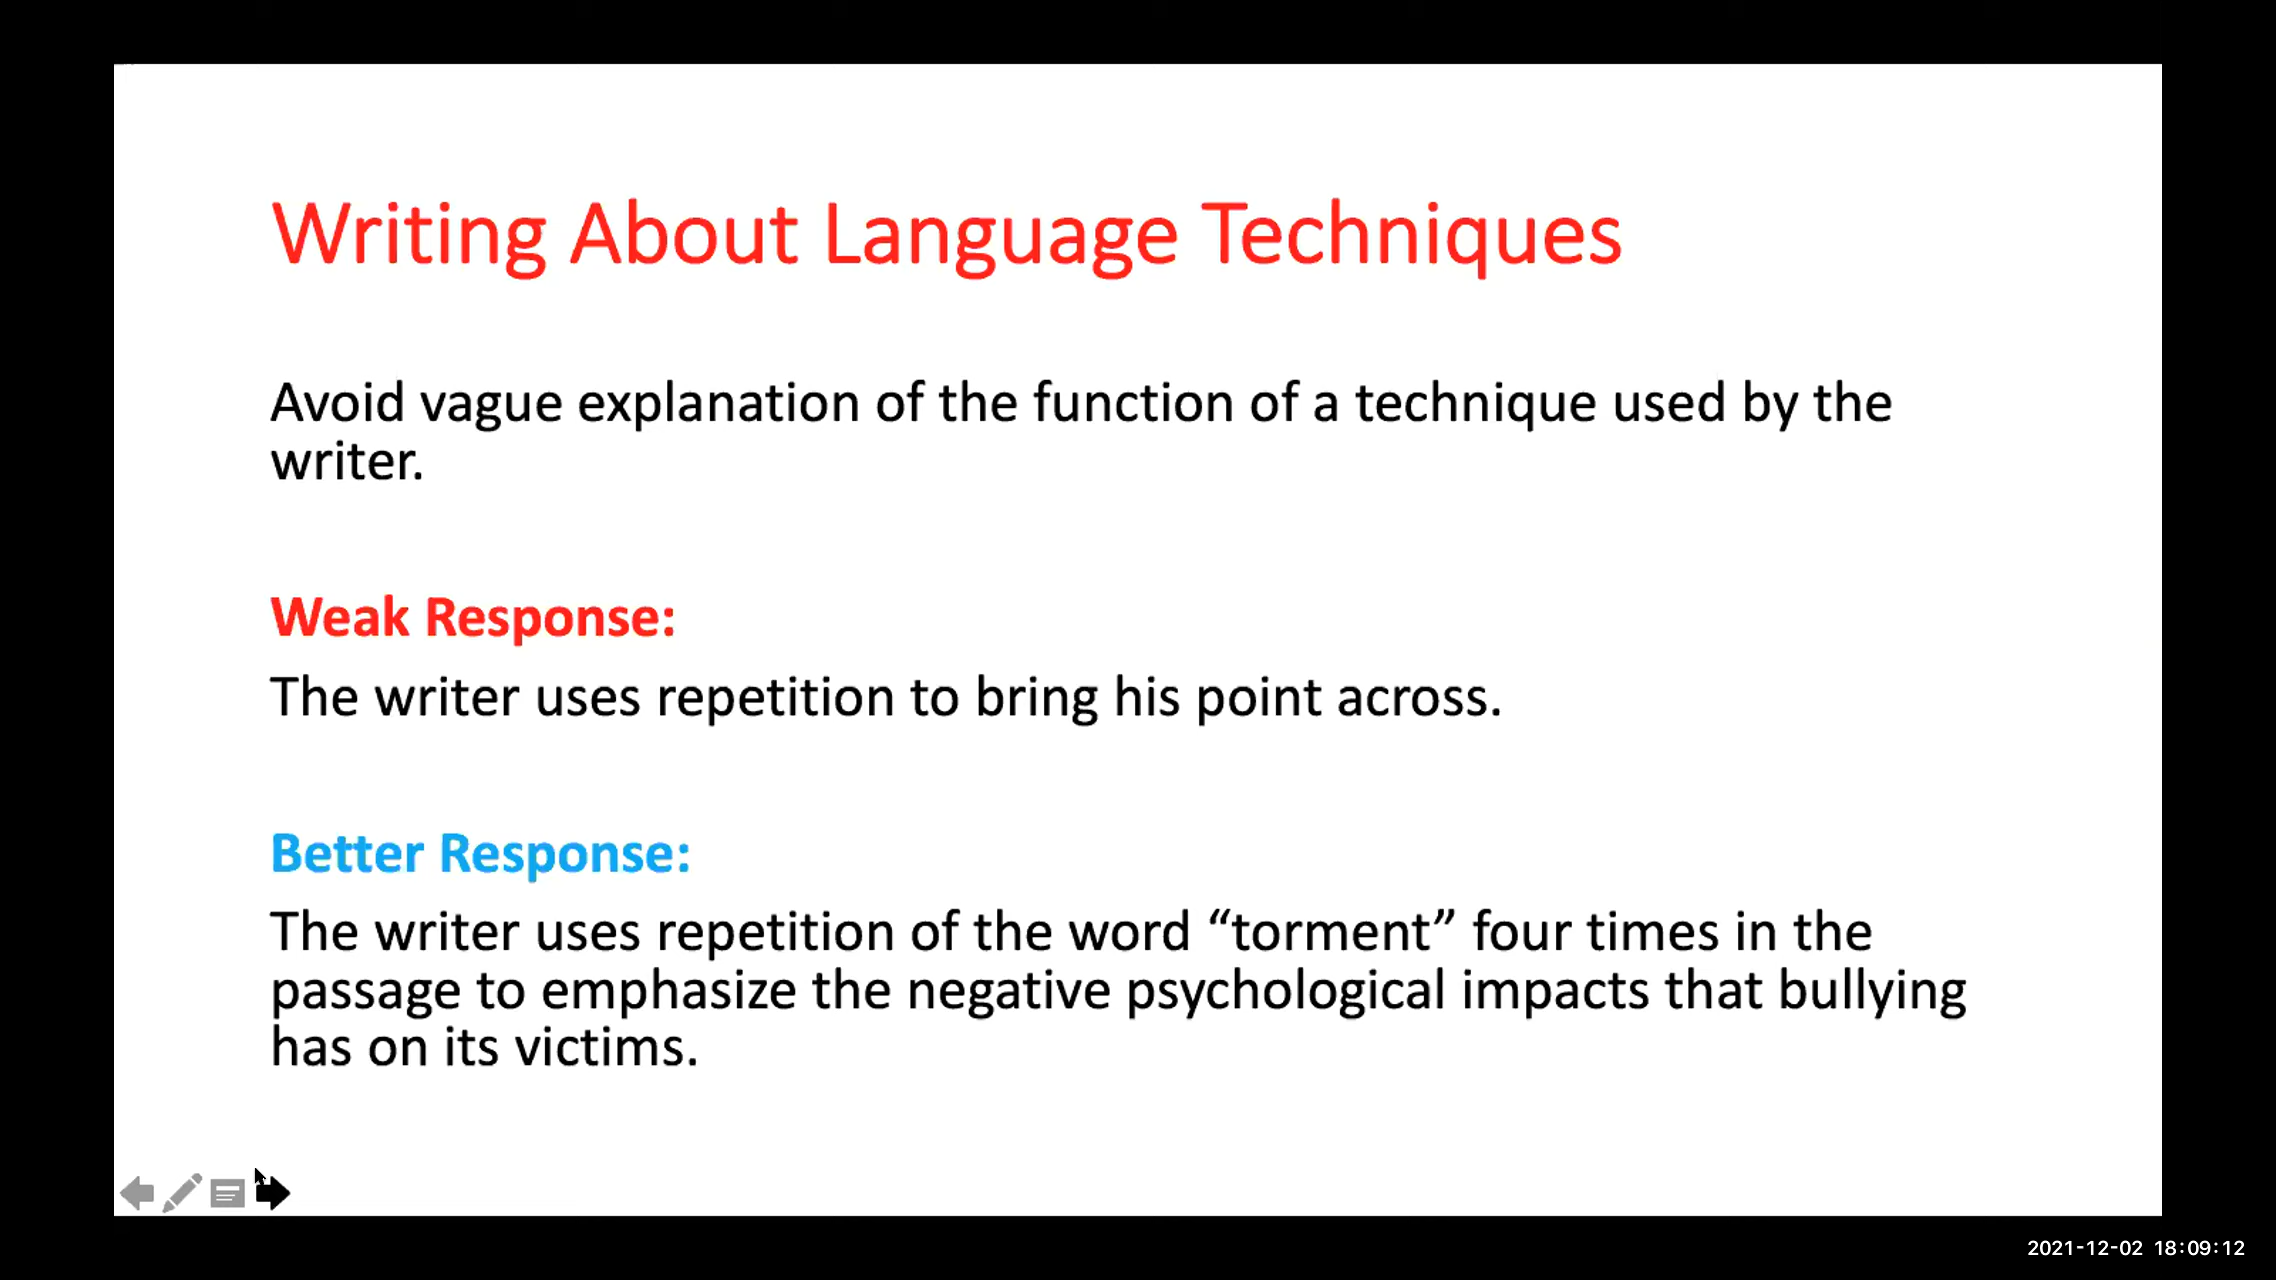 Writing About Language Techniques
Avoid vague explanation of the function of a technique used by the
writer.
Weak Response:
The writer uses repetition to bring his point across.
Better Response:
The writer uses repetition of the word “torment” four times in the
passage to emphasize the negative psychological impacts that bullying
has on its victims.
2021-12-02 18:09:12